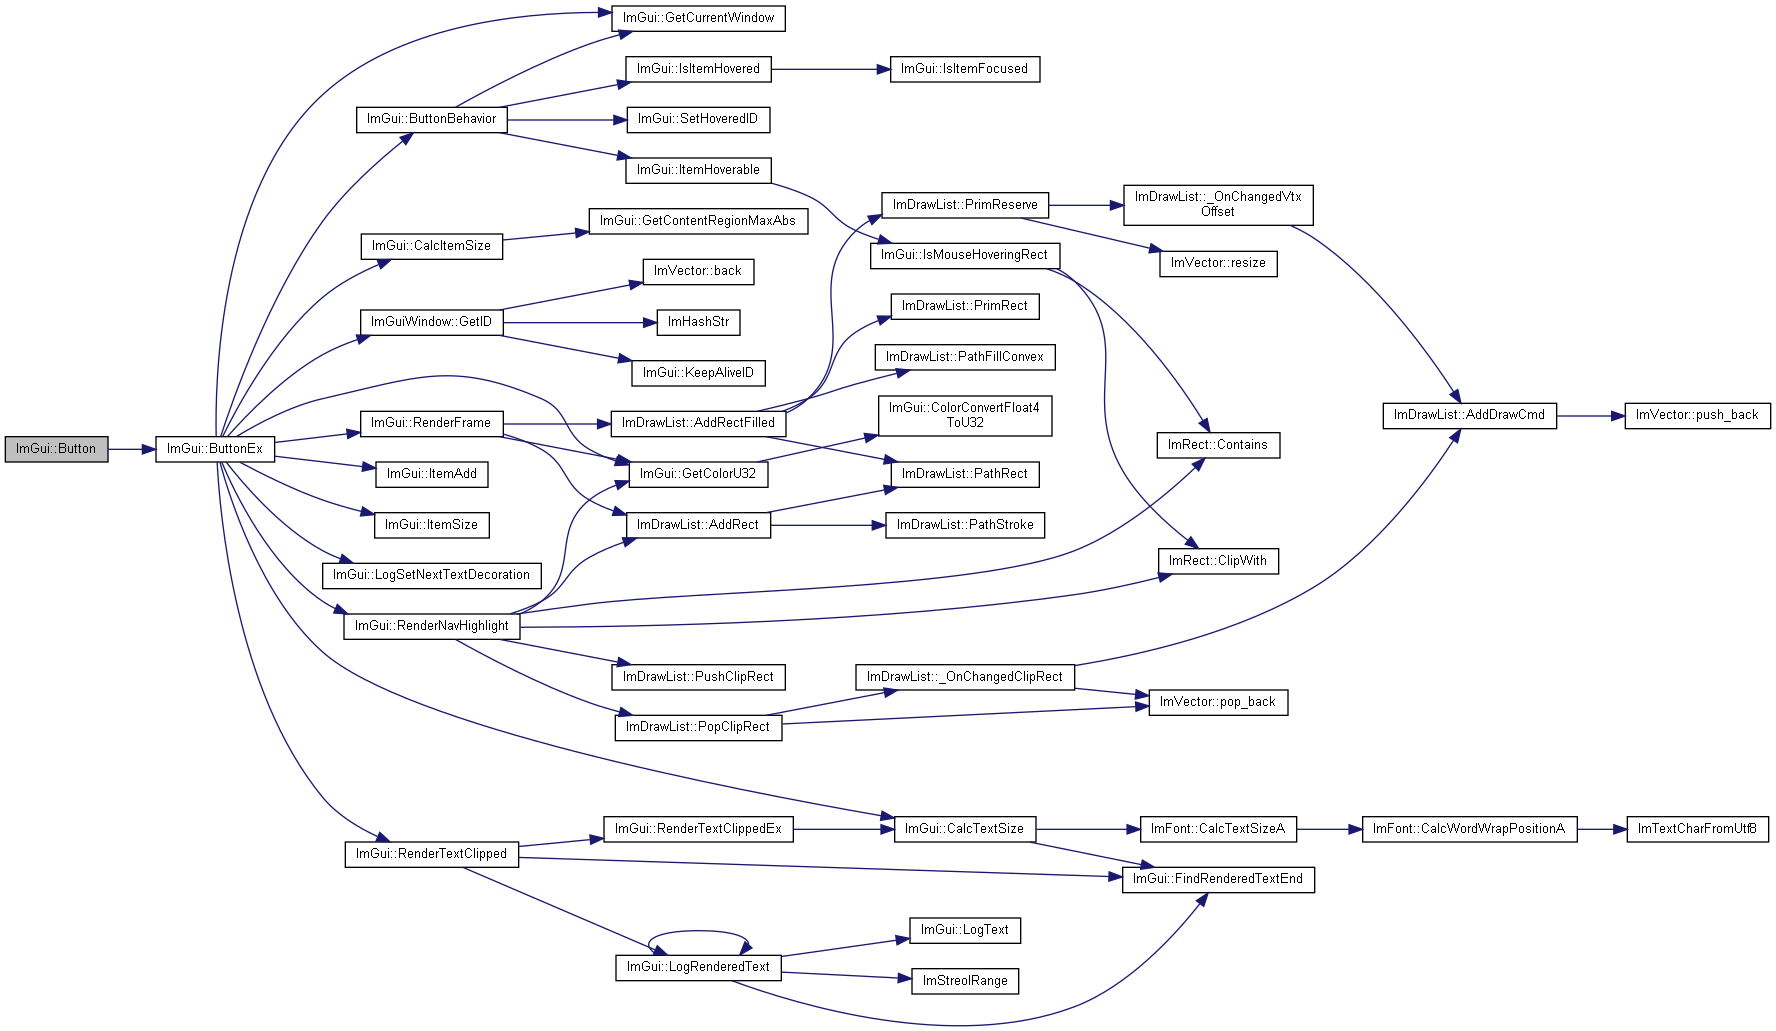 ImGui::GetCurrentWindow
ImGui::IsItemHovered
ImGui::IsItemFocused
ImGui::ButtonBehavior
ImGui::SetHoveredID
ImGui::ItemHoverable
ImDrawList::PrimReserve
ImDrawList::_OnChangedVtx
Offset
ImGui::GetContentRegionMaxAbs
ImGui::CalcItemSize
ImGui::IsMouseHoveringRect
ImVector::resize
ImVector::back
ImGuiWindow::GetID
ImHashStr
ImDrawList::PrimRect
ImGui::KeepAliveID
ImDrawList::PathFillConvex
ImGui::ColorConvertFloat4
ToU32
ImGui::RenderFrame
ImDrawList::AddRectFilled
ImDrawList::AddDrawCmd
ImVector::push_back
ImGui::Button
ImGui::ButtonEx
ImRect::Contains
ImGui::ItemAdd
ImGui::GetColorU32
ImDrawList::PathRect
ImGui::ItemSize
ImDrawList::AddRect
ImDrawList::PathStroke
ImGui::LogSetNextTextDecoration
ImRect::ClipWith
ImGui::RenderNavHighlight
ImDrawList::PushClipRect
ImDrawList::_OnChangedClipRect
ImVector::pop_back
ImDrawList::PopClipRect
ImGui::RenderTextClippedEx
ImGui::CalcTextSize
ImFont::CalcTextSizeA
ImFont::CalcWordWrapPositionA
ImTextCharFromUtf8
ImGui::RenderTextClipped
ImGui::FindRenderedTextEnd
ImGui::LogText
ImGui::LogRenderedText
ImStreolRange